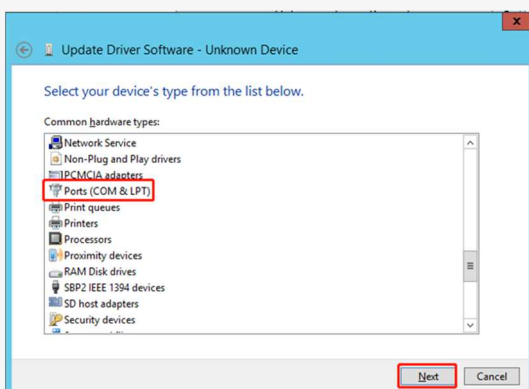 Update Driver Software - Unknown Device
Select your device's type from the list below.
Common hardware types:
Network Service
Non-Plug and Play drivers
PCMCIA adapters
Ports (COM & LPT)
Print queues
Printers
Processors
Proximity devices
RAM Disk drives
SBP2 IEEE 1394 devices
SD host adapters
Security devices
Next Cancel